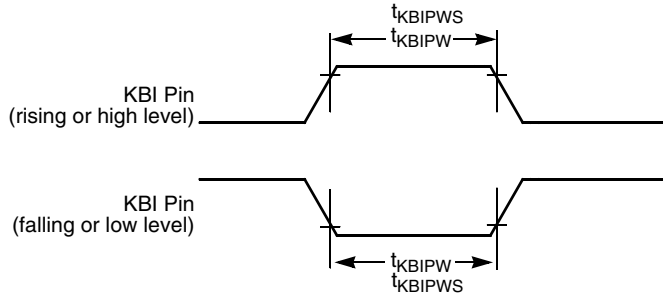 tKBIPWS
tKBIPW
KBI Pin
(rising or high level)
KBI Pin
(falling or low level)
tKBIPW
tKBIPWS